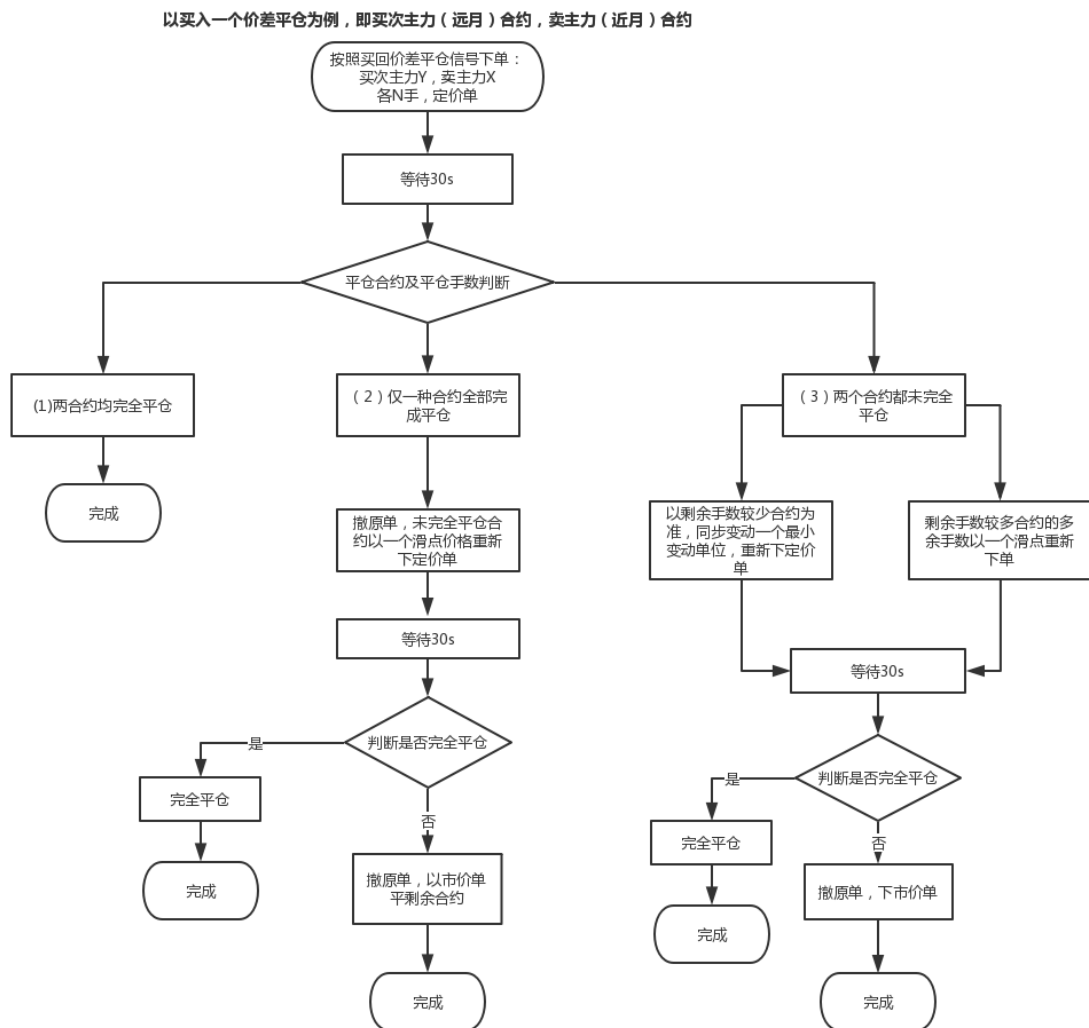 以买入一个价差平仓为例，即买次主力（远月）合约，卖主力（近月）合约
按照买回价差平仓信号下单：
买次主力Y，卖主力X
各N手，定价单
等待30s
平仓合约及平仓手数判断
(1)两合约均完全平仓
完成
（2）仅一种合约全部完
成平仓
撤原单，未完全平仓合
约以一个滑点价格重新
下定价单
等待30s
判断是否完全平仓
是
完全平仓
完成
否
撤原单，以市价单
平剩余合约
完成
（3）两个合约都未完全
平仓
以剩余手数较少合约为
准，同步变动一个最小
变动单位，重新下定价
单
剩余手数较多合约的多
余手数以一个滑点重新
下单
等待30s
判断是否完全平仓
是
完全平仓
完成
否
撤原单，下市价单
完成